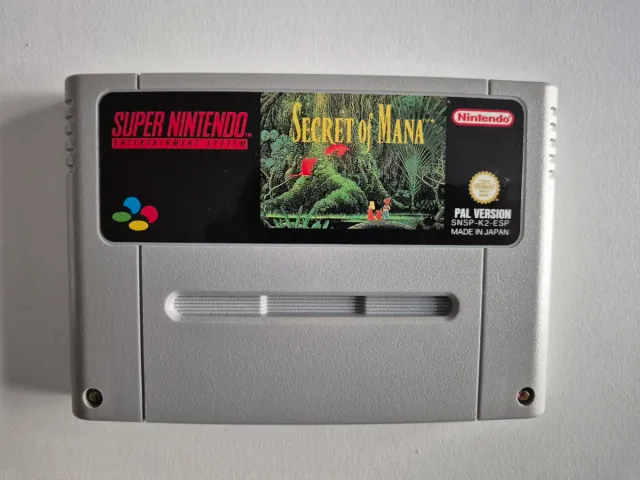 SUPER NINTENDO
ENTERTAINMENT SYSTEM
SECRET of MANA
Nintendo
PAL VERSION
SNSP-K2-ESP
MADE IN JAPAN